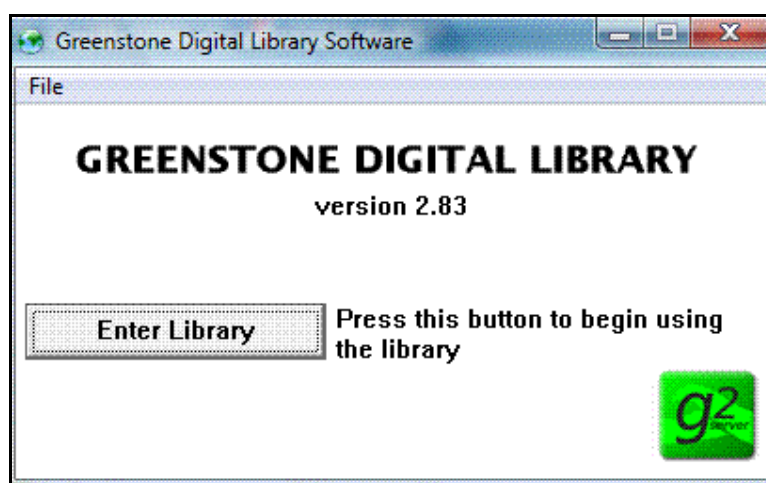 Greenstone Digital Library Software
File
GREENSTONE DIGITAL LIBRARY
version 2.83
Enter Library
Press this button to begin using
the library
g2
server